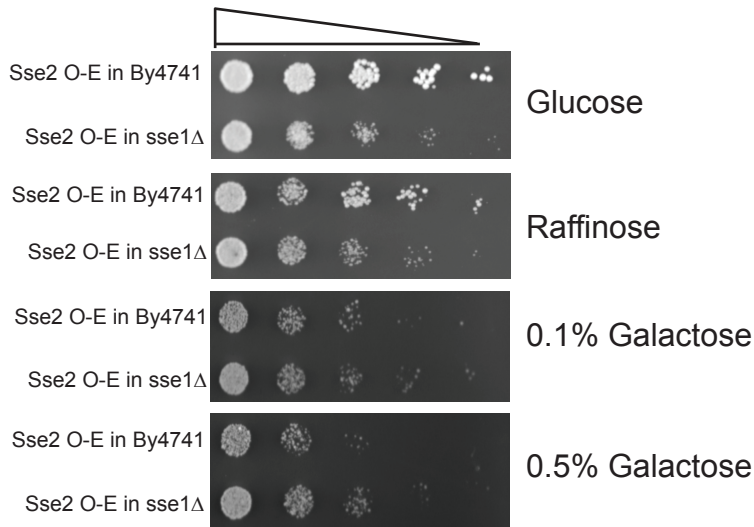 Sse2 O-E in By4741
Sse2 O-E in sse1Δ
Glucose
Sse2 O-E in By4741
Sse2 O-E in sse1Δ
Raffinose
Sse2 O-E in By4741
Sse2 O-E in sse1Δ
0.1% Galactose
Sse2 O-E in By4741
Sse2 O-E in sse1Δ
0.5% Galactose